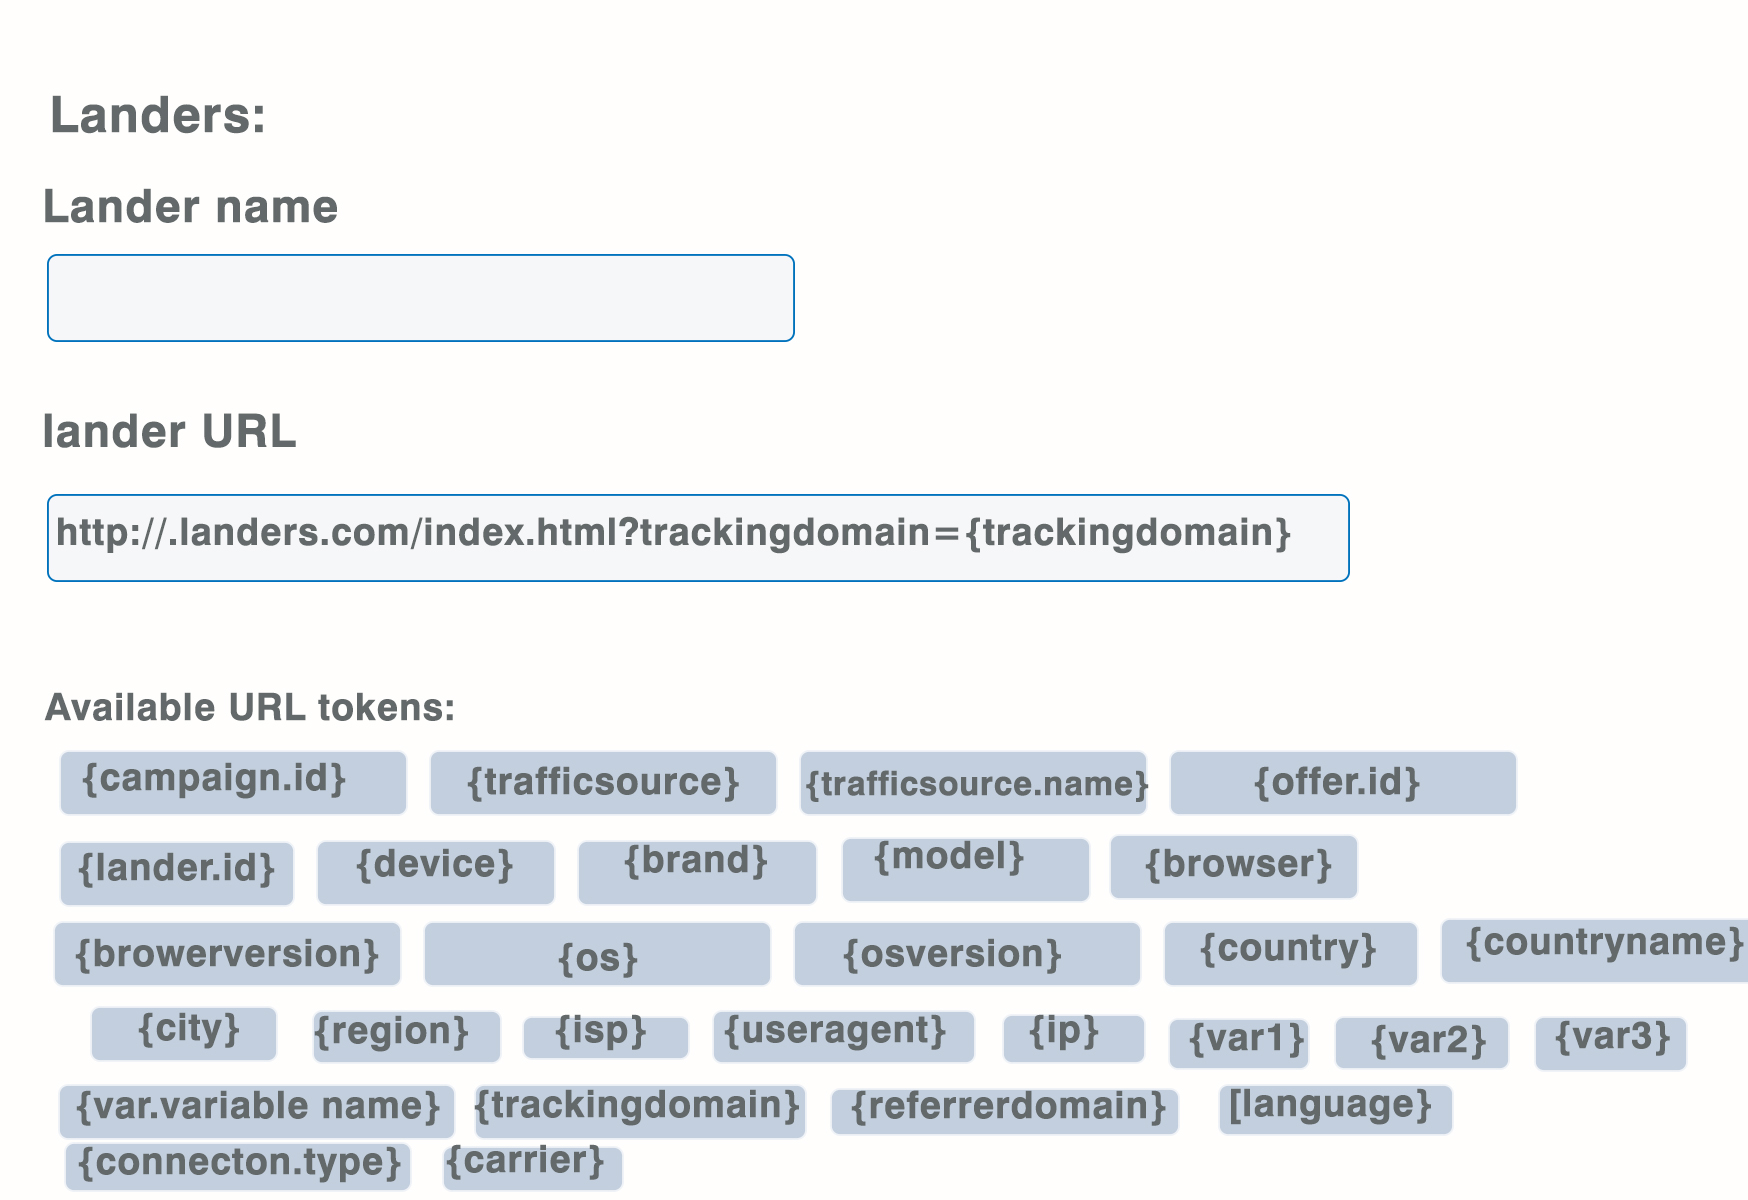 Landers:
Lander name
lander URL
http://.landers.com/index.html?trackingdomain={trackingdomain}
Available URL tokens:
{campaign.id} {trafficsource} {trafficsource.name} {offer.id}
{lander.id} {device} {brand} {model} {browser}
{browerversion} {os} {osversion} {country} {countryname}
{city} {region} {isp} {useragent} {ip} {var1} {var2} {var3}
{var.variable name} {trackingdomain} {referrerdomain} [language}
{connecton.type} {carrier}